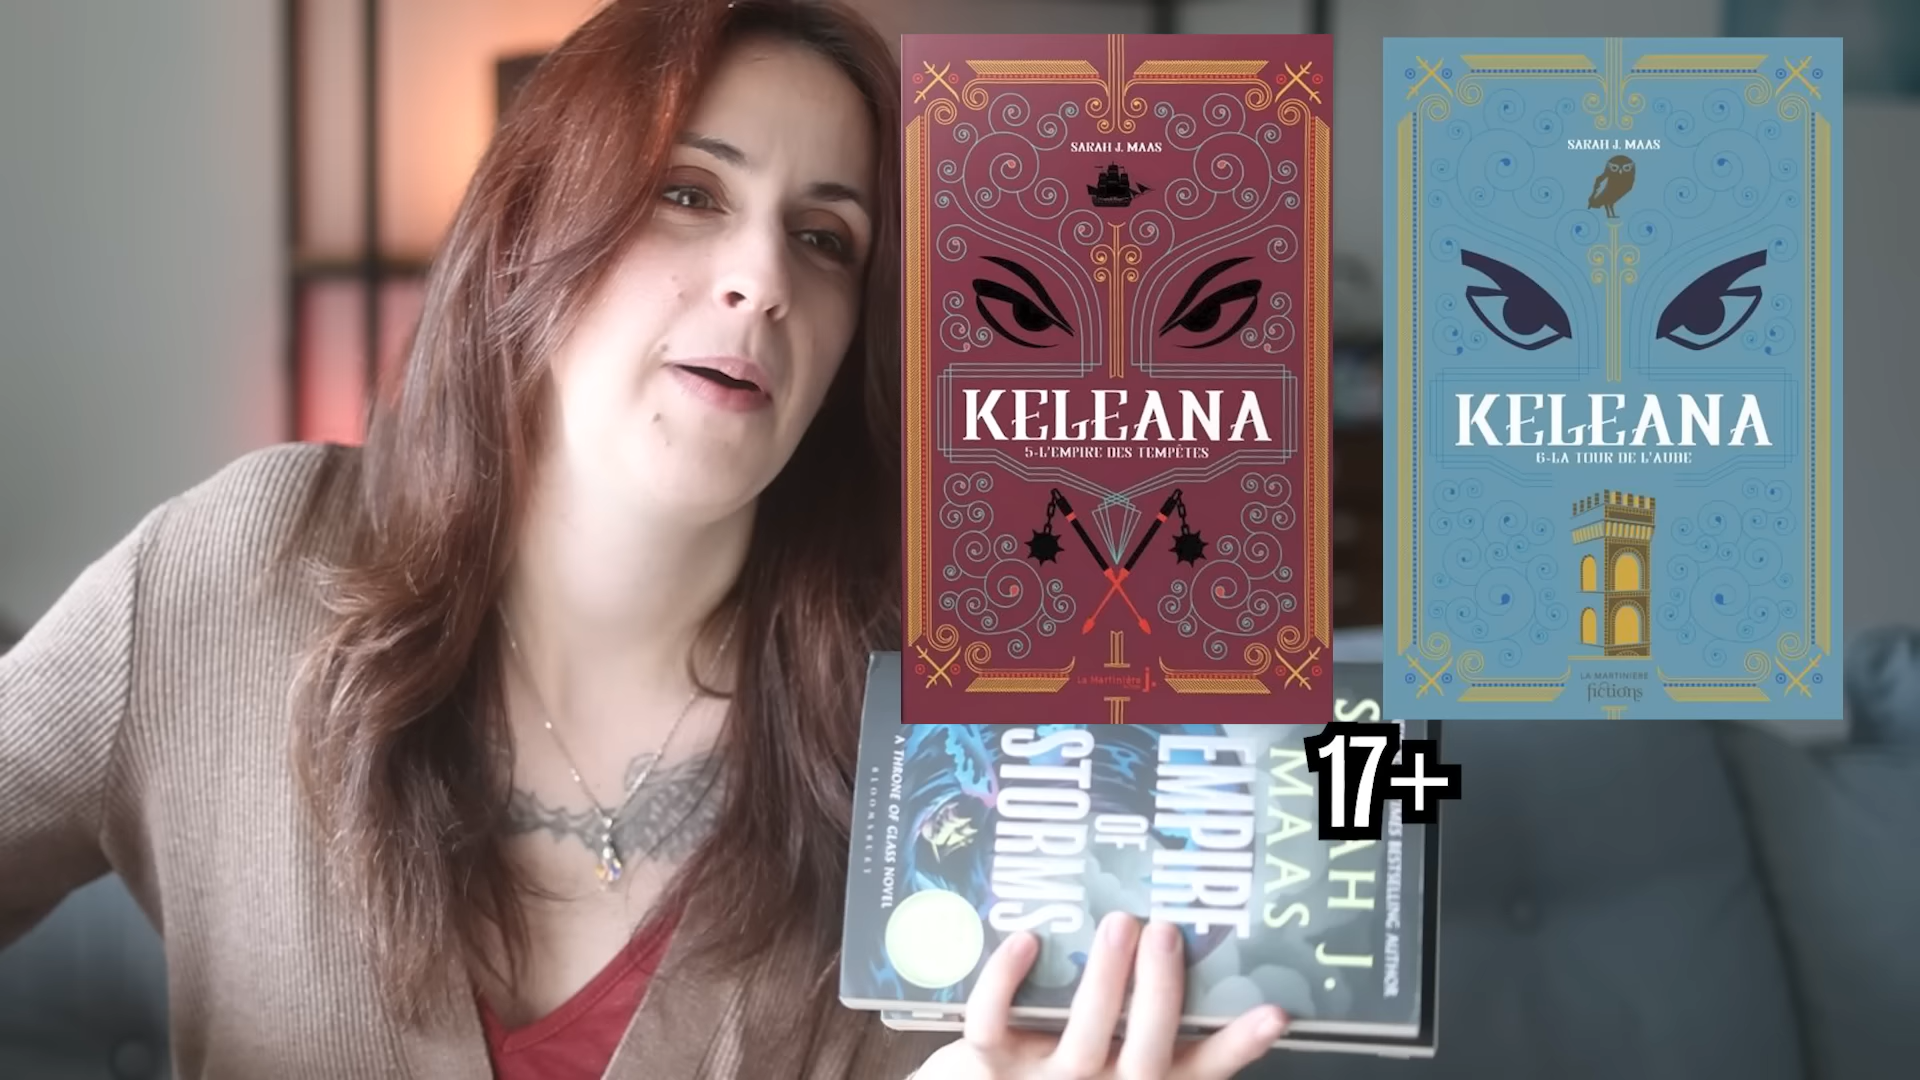 SARAH J. MAAS
KELEANA
5-L'EMPIRE DES TEMPÊTES
La Martinière
j.
SARAH J. MAAS
KELEANA
6-LA TOUR DE L'AUBE
LA MARTINIÈRE
fictions
17+
MAAS
SARAH J.
EMPIRE
OF
STORMS
A THRONE OF GLASS NOVEL
BLOOMSBURY
BESTSELLING AUTHOR